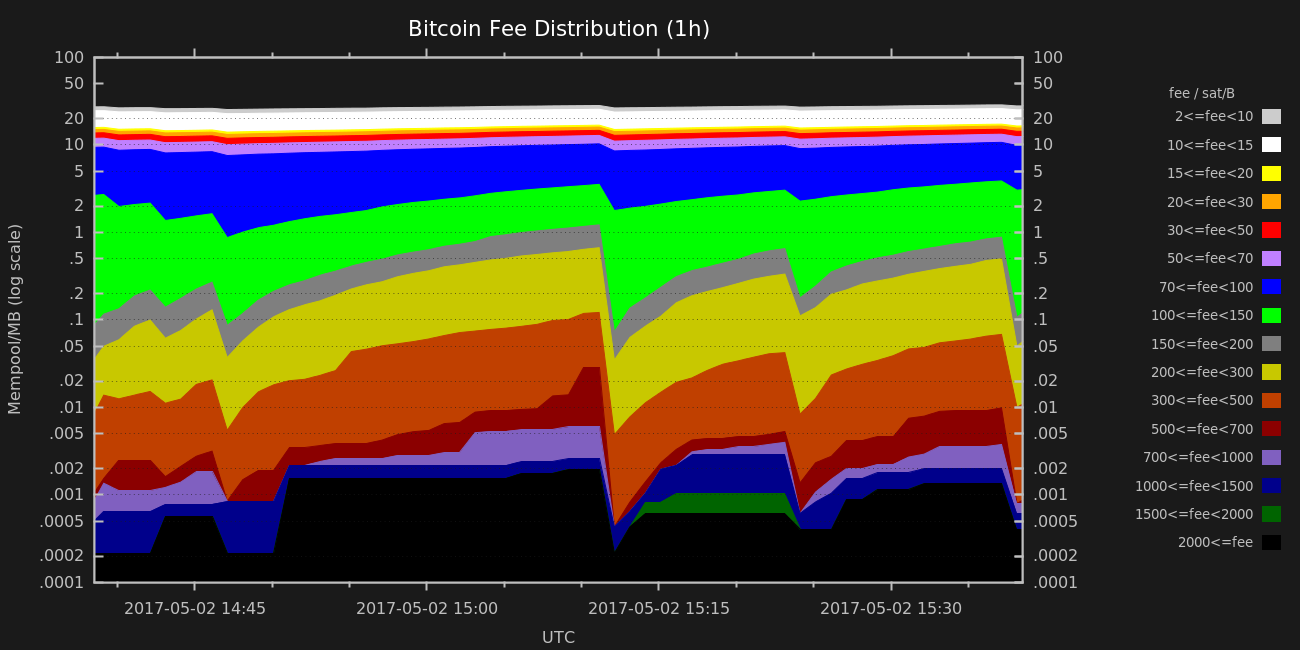 Bitcoin Fee Distribution (1h)
100
50
20
10
5
2
1
.5
.2
.1
.05
.02
.01
.005
.002
.001
.0005
.0002
.0001
Mempool/MB (log scale)
100
50
20
10
5
2
1
.5
.2
.1
.05
.02
.01
.005
.002
.001
.0005
.0002
.0001
2017-05-02 14:45
2017-05-02 15:00
2017-05-02 15:15
2017-05-02 15:30
UTC
fee / sat/B
2<=fee<10
10<=fee<15
15<=fee<20
20<=fee<30
30<=fee<50
50<=fee<70
70<=fee<100
100<=fee<150
150<=fee<200
200<=fee<300
300<=fee<500
500<=fee<700
700<=fee<1000
1000<=fee<1500
1500<=fee<2000
2000<=fee